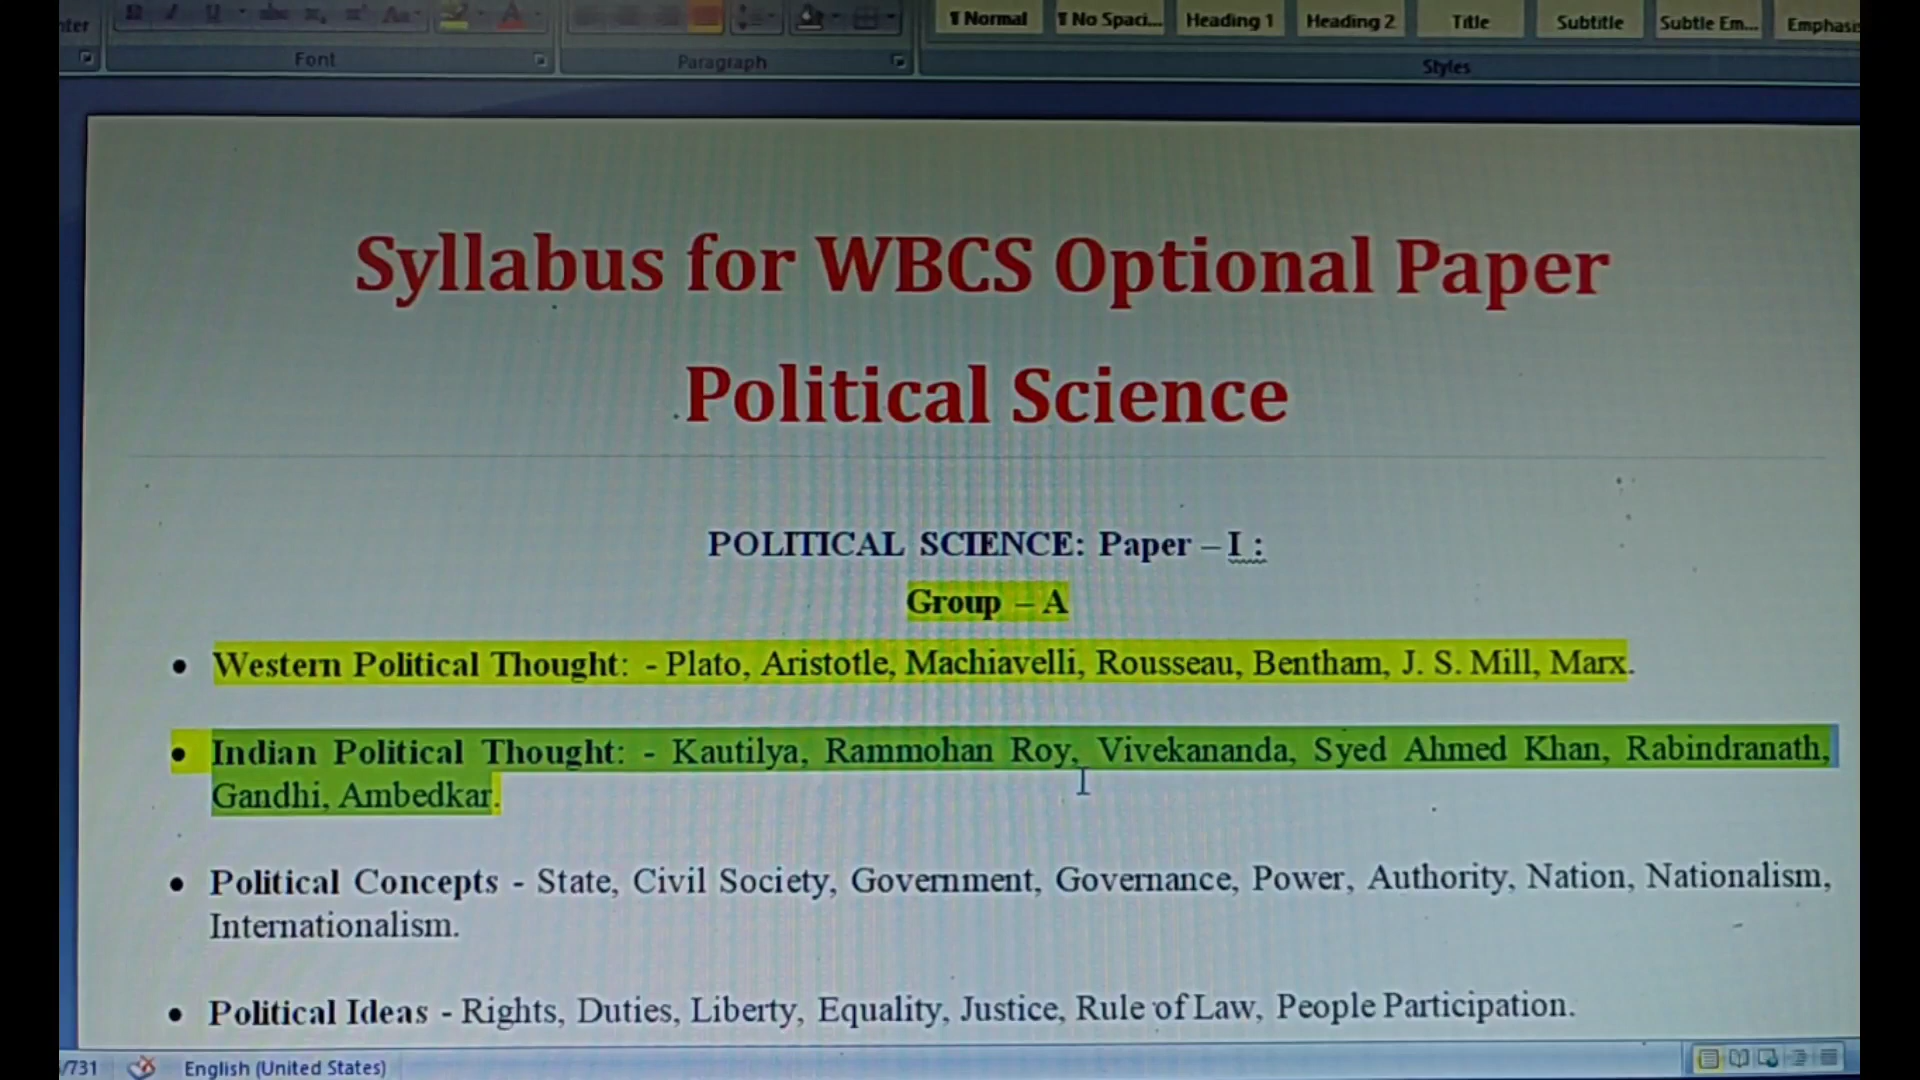 Normal
No Spaci...
Heading 1
Heading 2
Title
Subtitle
Subtle Em...
Font
Paragraph
Styles
Syllabus for WBCS Optional Paper
Political Science
POLITICAL SCIENCE: Paper – I :
Group – A
• Western Political Thought: - Plato, Aristotle, Machiavelli, Rousseau, Bentham, J. S. Mill, Marx.
• Indian Political Thought: - Kautilya, Rammohan Roy, Vivekananda, Syed Ahmed Khan, Rabindranath,
Gandhi, Ambedkar.
• Political Concepts - State, Civil Society, Government, Governance, Power, Authority, Nation, Nationalism,
Internationalism.
• Political Ideas - Rights, Duties, Liberty, Equality, Justice, Rule of Law, People Participation.
/731
English (United States)